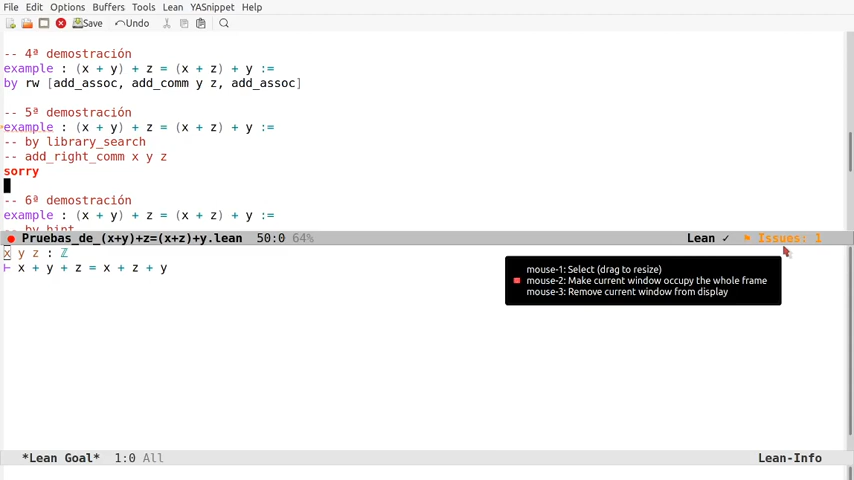 File Edit Options Buffers Tools Lean YASnippet Help
Save Undo
-- 4ª demostración
example : (x + y) + z = (x + z) + y :=
by rw [add_assoc, add_comm y z, add_assoc]
-- 5ª demostración
example : (x + y) + z = (x + z) + y :=
-- by library_search
-- add_right_comm x y z
sorry
-- 6ª demostración
example : (x + y) + z = (x + z) + y :=
-- by hint
Pruebas_de_(x+y)+z=(x+z)+y.lean 50:0 64% Lean ✓ Issues: 1
x y z : ℤ
⊢ x + y + z = x + z + y
mouse-1: Select (drag to resize)
mouse-2: Make current window occupy the whole frame
mouse-3: Remove current window from display
*Lean Goal* 1:0 All Lean-Info